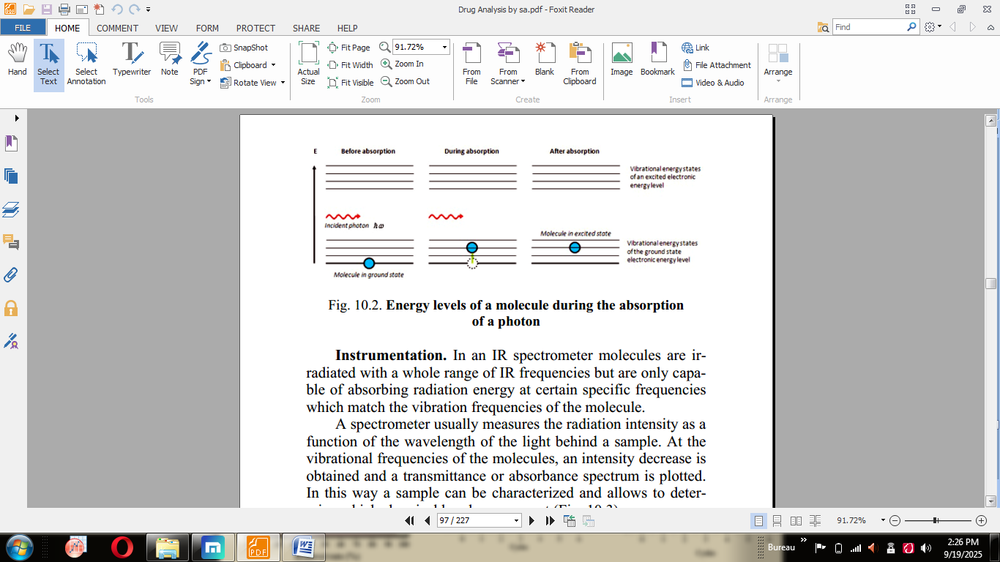 Drug Analysis by sa.pdf - Foxit Reader
FILE HOME COMMENT VIEW FORM PROTECT SHARE HELP
Find
Hand
Select Text
Select Annotation
Typewriter
Note
PDF Sign
SnapShot
Clipboard
Rotate View
Tools
Actual Size
Fit Page
Fit Width
Fit Visible
91.72%
Zoom In
Zoom Out
Zoom
From File
From Scanner
Blank
From Clipboard
Create
Image
Bookmark
Link
File Attachment
Video & Audio
Insert
Arrange
Arrange
E Before absorption During absorption After absorption
Vibrational energy states
of an excited electronic
energy level
Incident photon ħω
Molecule in excited state
Vibrational energy states
of the ground state
electronic energy level
Molecule in ground state
Fig. 10.2. Energy levels of a molecule during the absorption
of a photon
Instrumentation. In an IR spectrometer molecules are ir-
radiated with a whole range of IR frequencies but are only capa-
ble of absorbing radiation energy at certain specific frequencies
which match the vibration frequencies of the molecule.
A spectrometer usually measures the radiation intensity as a
function of the wavelength of the light behind a sample. At the
vibrational frequencies of the molecules, an intensity decrease is
obtained and a transmittance or absorbance spectrum is plotted.
In this way a sample can be characterized and allows to deter-
97 / 227
91.72%
Bureau
2:26 PM
9/19/2025